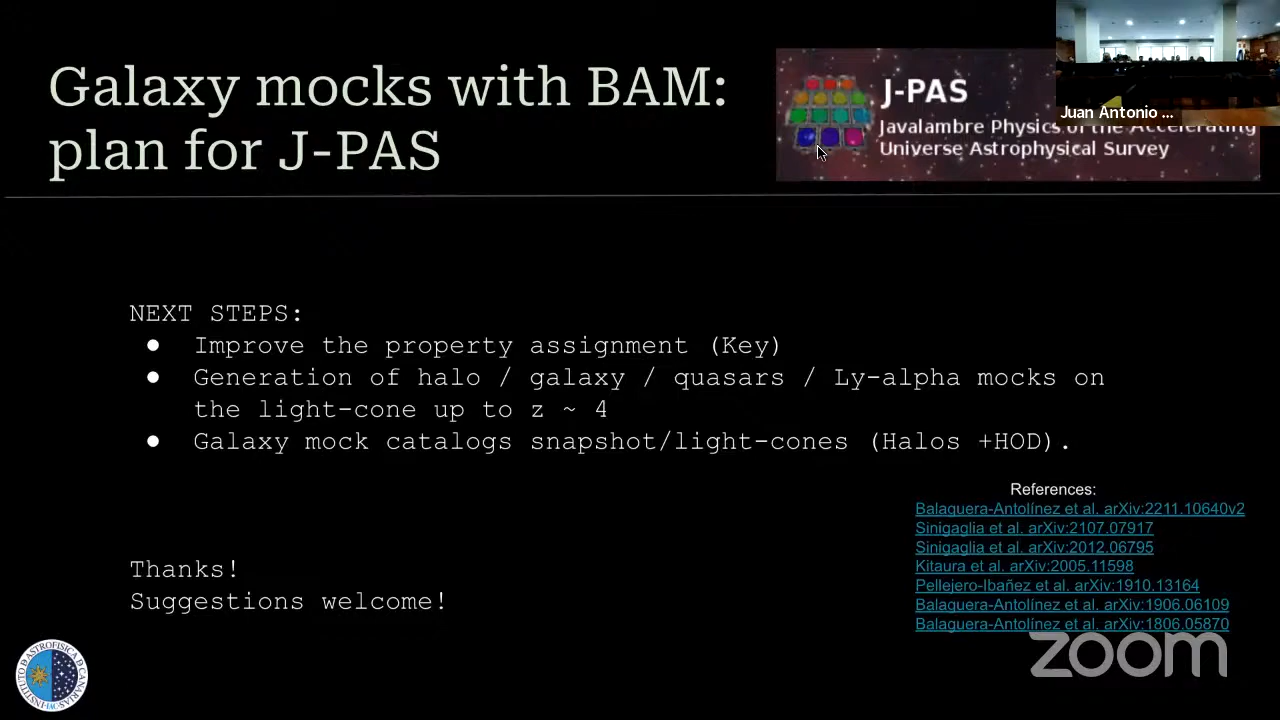 Galaxy mocks with BAM:
plan for J-PAS
J-PAS
Javalambre Physics of the Accelerating
Universe Astrophysical Survey
Juan Antonio ...
NEXT STEPS:
● Improve the property assignment (Key)
● Generation of halo / galaxy / quasars / Ly-alpha mocks on
the light-cone up to z ~ 4
● Galaxy mock catalogs snapshot/light-cones (Halos +HOD).
References:
Balaguera-Antolínez et al. arXiv:2211.10640v2
Sinigaglia et al. arXiv:2107.07917
Sinigaglia et al. arXiv:2012.06795
Kitaura et al. arXiv:2005.11598
Pellejero-Ibañez et al. arXiv:1910.13164
Balaguera-Antolínez et al. arXiv:1906.06109
Balaguera-Antolínez et al. arXiv:1806.05870
Thanks!
Suggestions welcome!
INSTITUTO D ASTROFISICA D CANARIAS
IAC
zoom